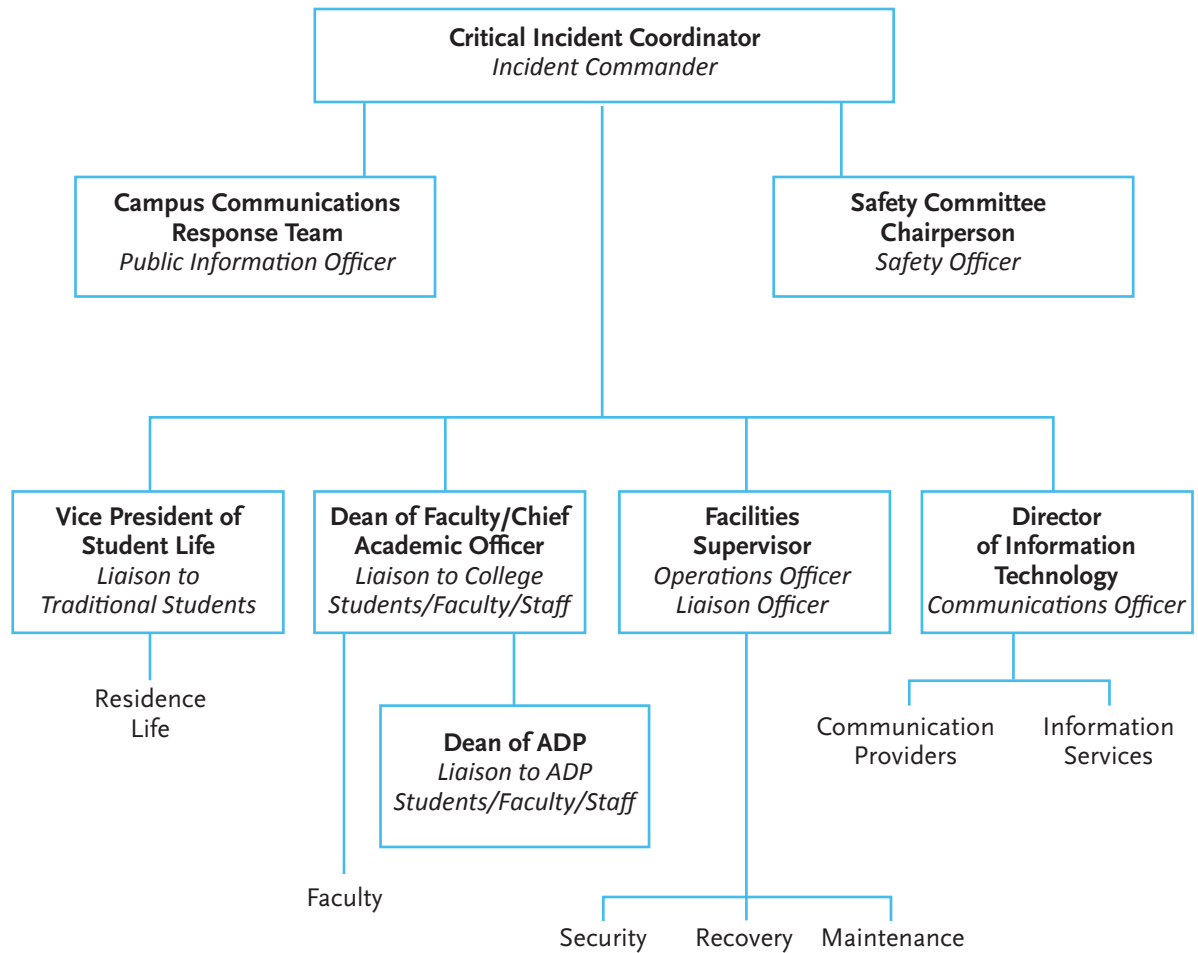 Critical Incident Coordinator
Incident Commander
Campus Communications
Response Team
Public Information Officer
Safety Committee
Chairperson
Safety Officer
Vice President of
Student Life
Liaison to
Traditional Students
Dean of Faculty/Chief
Academic Officer
Liaison to College
Students/Faculty/Staff
Facilities
Supervisor
Operations Officer
Liaison Officer
Director
of Information
Technology
Communications Officer
Residence
Life
Dean of ADP
Liaison to ADP
Students/Faculty/Staff
Communication
Providers
Information
Services
Faculty
Security
Recovery
Maintenance